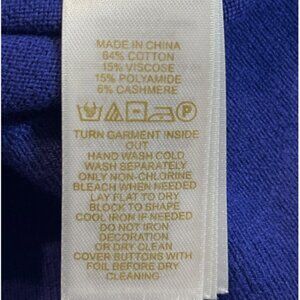 MADE IN CHINA
64% COTTON
15% VISCOSE
15% POLYAMIDE
6% CASHMERE
P
TURN GARMENT INSIDE
OUT
HAND WASH COLD
WASH SEPARATELY
ONLY NON-CHLORINE
BLEACH WHEN NEEDED
LAY FLAT TO DRY
BLOCK TO SHAPE
COOL IRON IF NEEDED
DO NOT IRON
DECORATION
OR DRY CLEAN
COVER BUTTONS WITH
FOIL BEFORE DRY
CLEANING